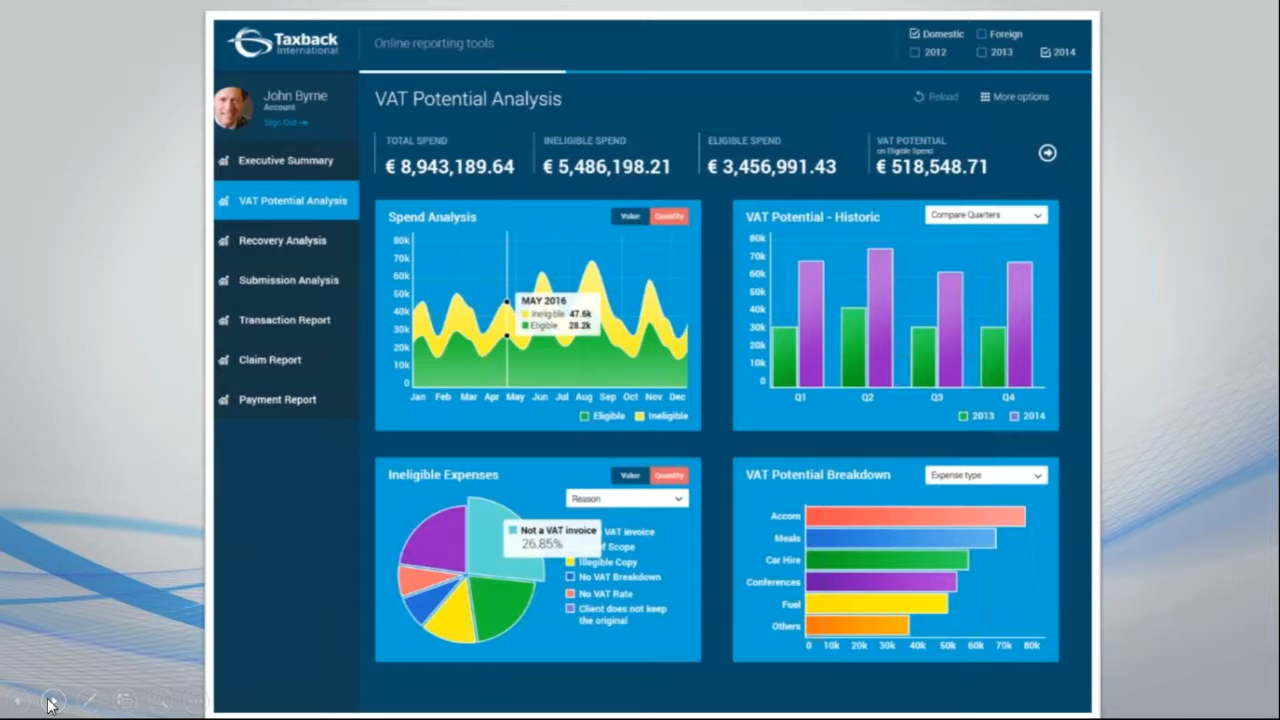 Taxback
International
Online reporting tools
Domestic Foreign
2012 2013 2014
John Byrne
Account
Sign Out
Executive Summary
VAT Potential Analysis
Recovery Analysis
Submission Analysis
Transaction Report
Claim Report
Payment Report
VAT Potential Analysis
Reload More options
TOTAL SPEND
€ 8,943,189.64
INELIGIBLE SPEND
€ 5,486,198.21
ELIGIBLE SPEND
€ 3,456,991.43
VAT POTENTIAL
on Eligible Spend
€ 518,548.71
Spend Analysis
Value Quantity
80k
70k
60k
50k
40k
30k
20k
10k
0
MAY 2016
Ineligible 47.6k
Eligible 28.2k
Jan Feb Mar Apr May Jun Jul Aug Sep Oct Nov Dec
Eligible Ineligible
VAT Potential - Historic
Compare Quarters
80k
70k
60k
50k
40k
30k
20k
10k
0
Q1 Q2 Q3 Q4
2013 2014
Ineligible Expenses
Value Quantity
Reason
Not a VAT invoice
26.85%
VAT invoice
of Scope
Illegible Copy
No VAT Breakdown
No VAT Rate
Client does not keep
the original
VAT Potential Breakdown
Expense type
Accom
Meals
Car Hire
Conferences
Fuel
Others
0 10k 20k 30k 40k 50k 60k 70k 80k